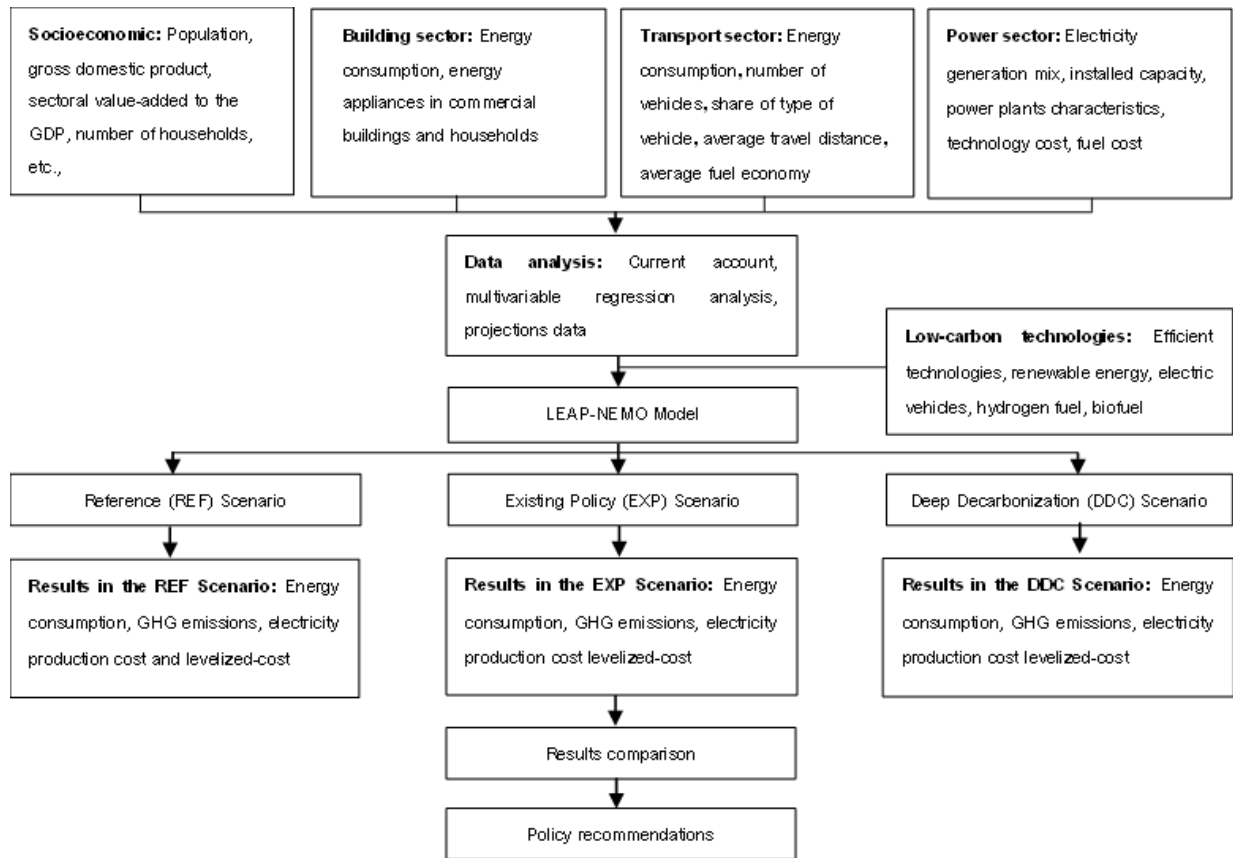 Socioeconomic: Population,
gross domestic product,
sectoral value-added to the
GDP, number of households,
etc.,
Building sector: Energy
consumption, energy
appliances in commercial
buildings and households
Transport sector: Energy
consumption, number of
vehicles, share of type of
vehicle, average travel distance,
average fuel economy
Power sector: Electricity
generation mix, installed capacity,
power plants characteristics,
technology cost, fuel cost
Data analysis: Current account,
multivariable regression analysis,
projections data
Low-carbon technologies: Efficient
technologies, renewable energy, electric
vehicles, hydrogen fuel, biofuel
LEAP-NEMO Model
Reference (REF) Scenario
Existing Policy (EXP) Scenario
Deep Decarbonization (DDC) Scenario
Results in the REF Scenario: Energy
consumption, GHG emissions, electricity
production cost and levelized-cost
Results in the EXP Scenario: Energy
consumption, GHG emissions, electricity
production cost levelized-cost
Results in the DDC Scenario: Energy
consumption, GHG emissions, electricity
production cost levelized-cost
Results comparison
Policy recommendations